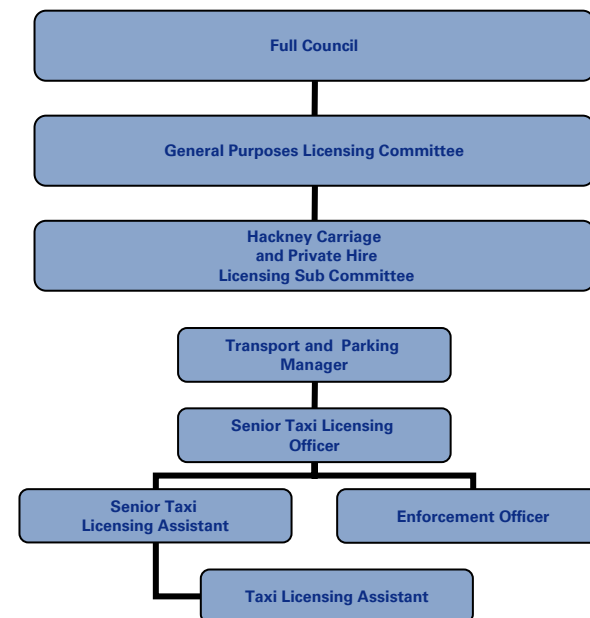 Full Council
General Purposes Licensing Committee
Hackney Carriage
and Private Hire
Licensing Sub Committee
Transport and Parking
Manager
Senior Taxi Licensing
Officer
Senior Taxi
Licensing Assistant
Enforcement Officer
Taxi Licensing Assistant